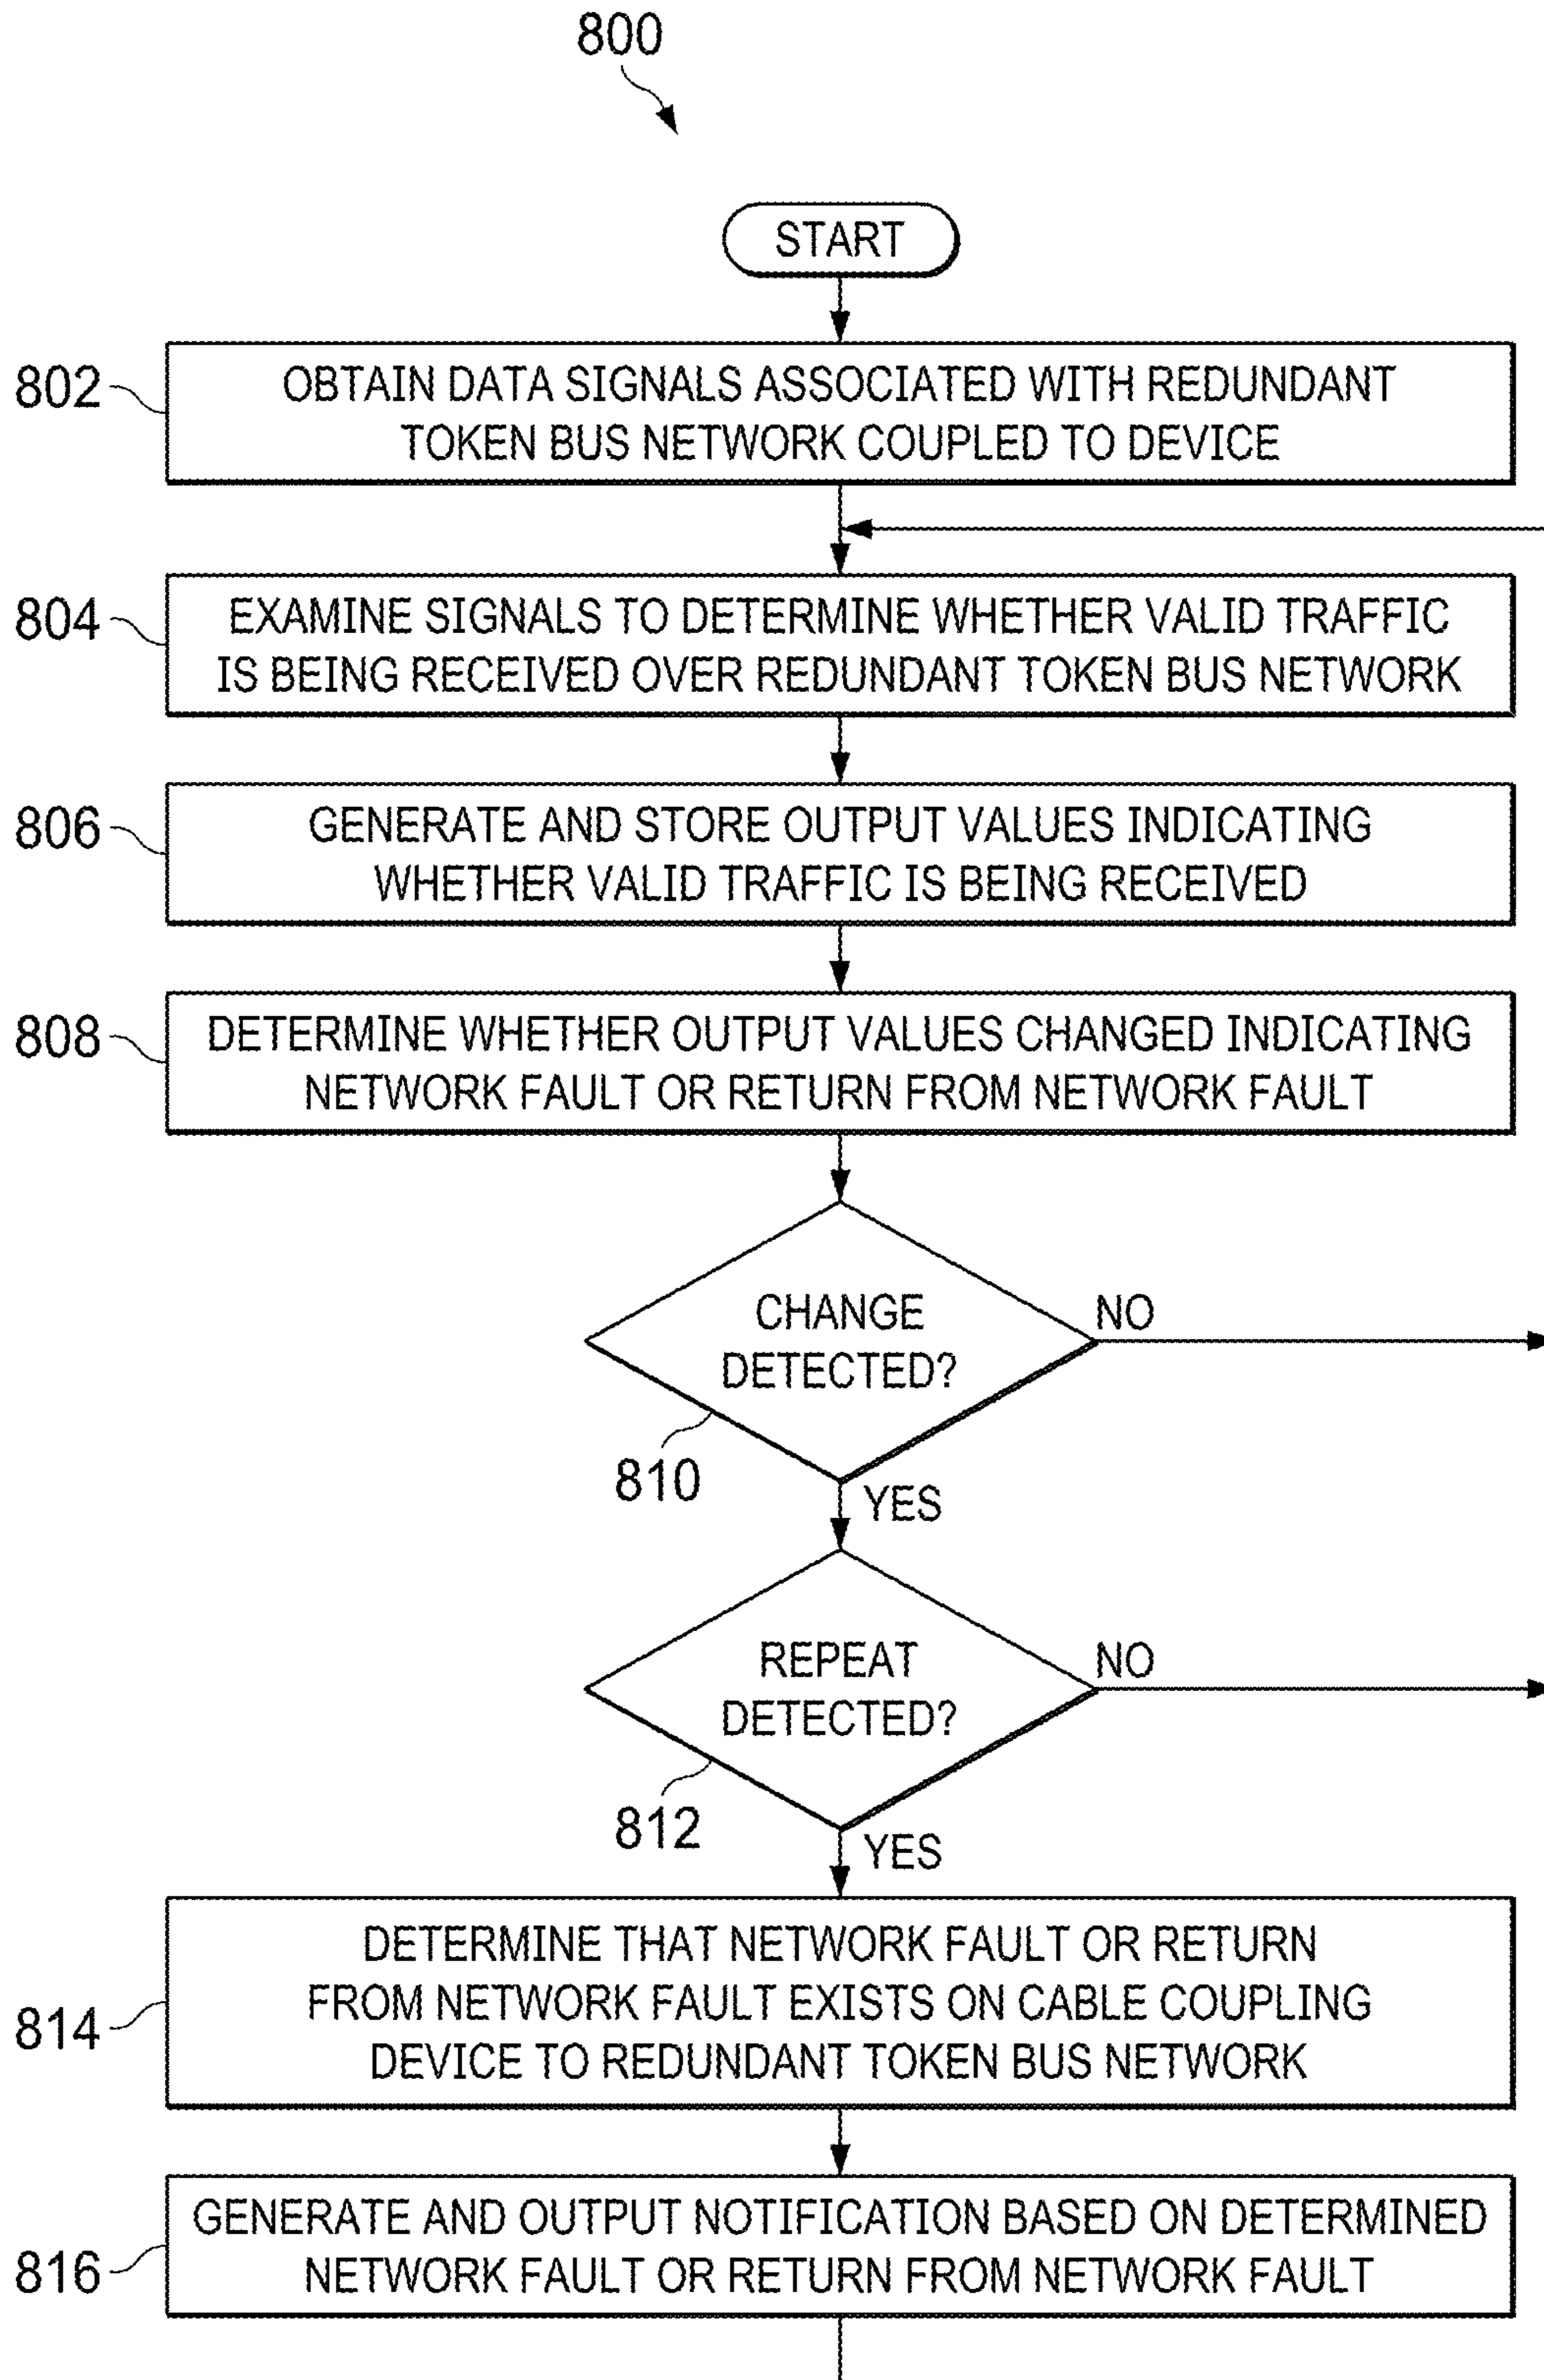 800
START
802
OBTAIN DATA SIGNALS ASSOCIATED WITH REDUNDANT
TOKEN BUS NETWORK COUPLED TO DEVICE
804
EXAMINE SIGNALS TO DETERMINE WHETHER VALID TRAFFIC
IS BEING RECEIVED OVER REDUNDANT TOKEN BUS NETWORK
806
GENERATE AND STORE OUTPUT VALUES INDICATING
WHETHER VALID TRAFFIC IS BEING RECEIVED
808
DETERMINE WHETHER OUTPUT VALUES CHANGED INDICATING
NETWORK FAULT OR RETURN FROM NETWORK FAULT
CHANGE
DETECTED?
NO
810
YES
REPEAT
DETECTED?
NO
812
YES
814
DETERMINE THAT NETWORK FAULT OR RETURN
FROM NETWORK FAULT EXISTS ON CABLE COUPLING
DEVICE TO REDUNDANT TOKEN BUS NETWORK
816
GENERATE AND OUTPUT NOTIFICATION BASED ON DETERMINED
NETWORK FAULT OR RETURN FROM NETWORK FAULT